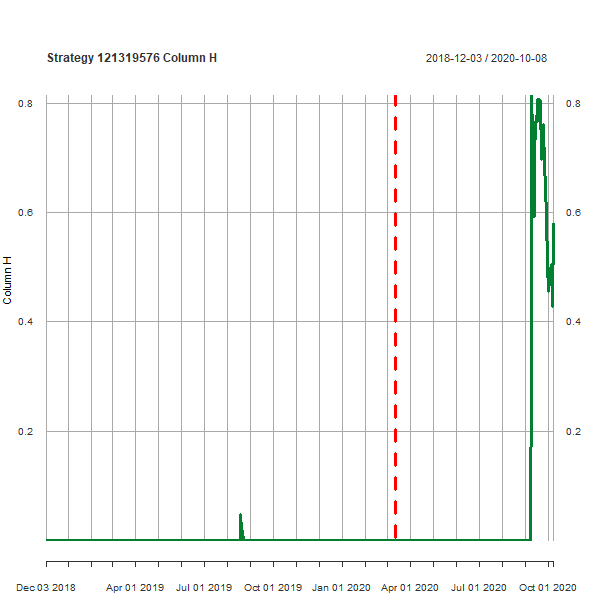 Strategy 121319576 Column H
2018-12-03 / 2020-10-08
0.8
0.8
0.6
0.6
Column H
0.4
0.4
0.2
0.2
Dec 03 2018
Apr 01 2019
Jul 01 2019
Oct 01 2019
Jan 01 2020
Apr 01 2020
Jul 01 2020
Oct 01 2020